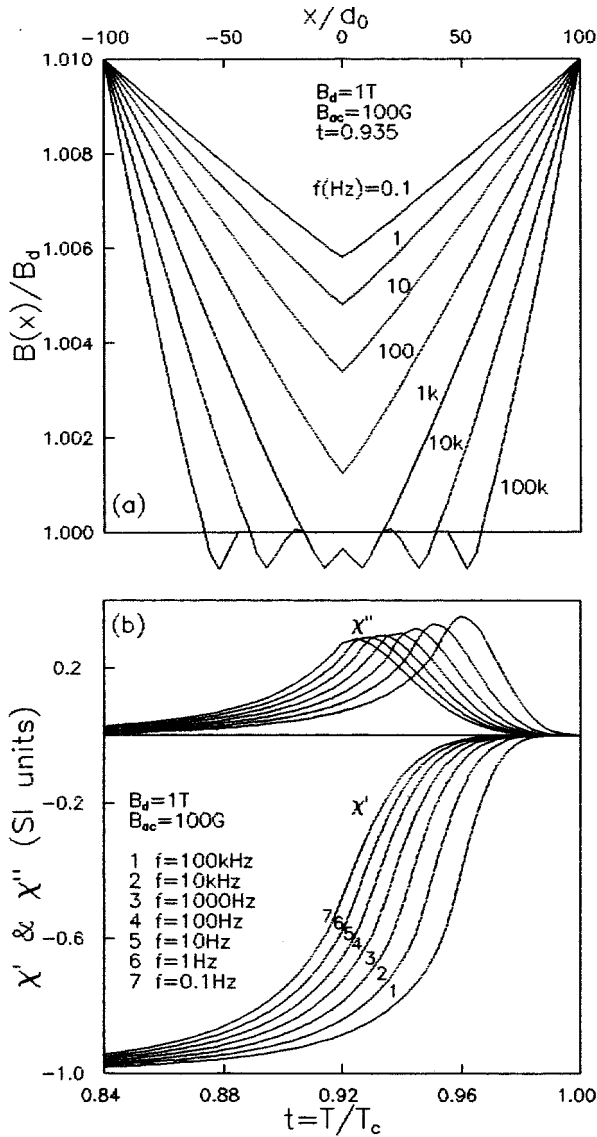 x/d₀
-100 -50 0 50 100
1.010
1.008
1.006
1.004
1.002
1.000
B(x)/B_d
B_d=1T
B_ac=100G
t=0.935
f(Hz)=0.1
1
10
100
1k
10k
100k
(a)
(b)
χ''
0.2
-0.2
-0.6
-1.0
χ' & χ'' (SI units)
B_d=1T
B_ac=100G
χ'
1 f=100kHz
2 f=10kHz
3 f=1000Hz
4 f=100Hz
5 f=10Hz
6 f=1Hz
7 f=0.1Hz
7 6 5 4 3 2 1
0.84 0.88 0.92 0.96 1.00
t=T/T_c